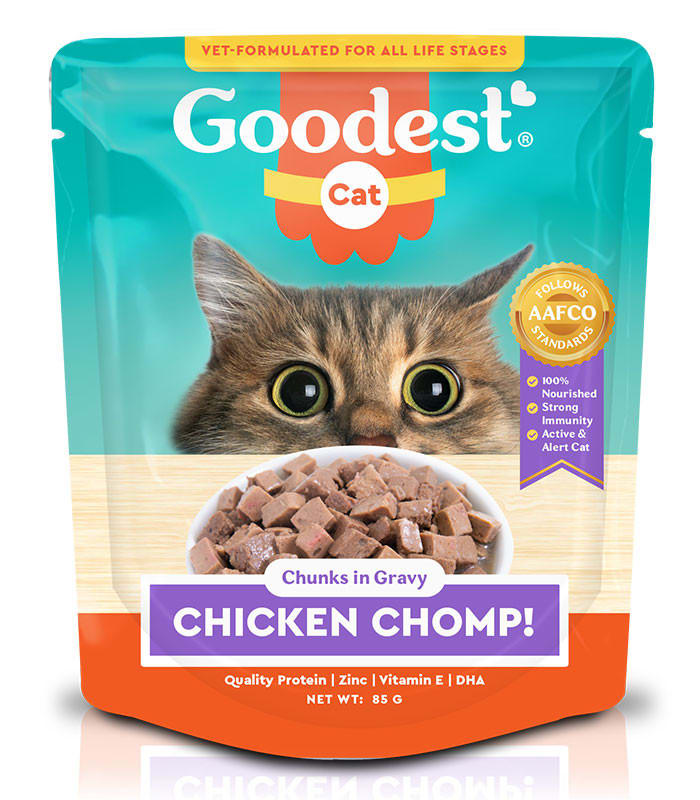 VET-FORMULATED FOR ALL LIFE STAGES
Goodest®
Cat
FOLLOWS
AAFCO
STANDARDS
100%
Nourished
Strong
Immunity
Active &
Alert Cat
Chunks in Gravy
CHICKEN CHOMP!
Quality Protein | Zinc | Vitamin E | DHA
NET WT: 85 G